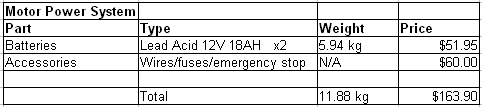 Motor Power System
Part Type Weight Price
Batteries Lead Acid 12V 18AH x2 5.94 kg $51.95
Accessories Wires/fuses/emergency stop N/A $60.00
Total 11.88 kg $163.90